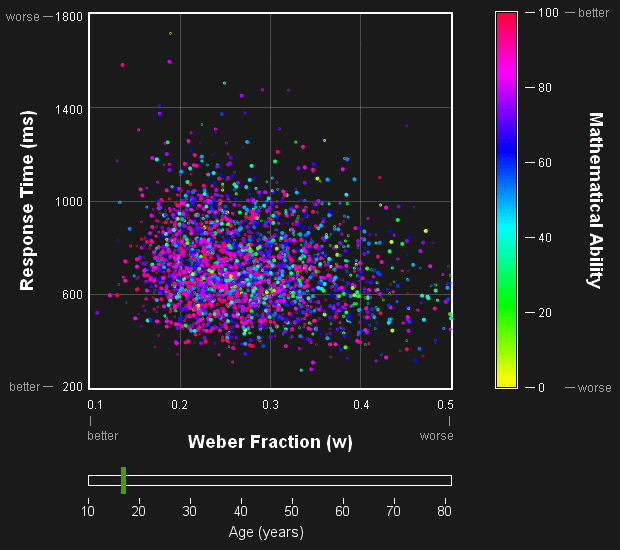 worse
1800
1400
1000
600
better
200
Response Time (ms)
0.1
0.2
0.3
0.4
0.5
better
worse
Weber Fraction (w)
10
20
30
40
50
60
70
80
Age (years)
100
better
80
60
40
20
0
worse
Mathematical Ability